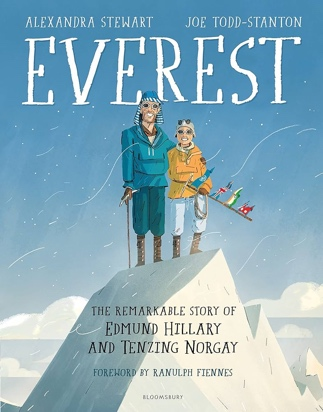 ALEXANDRA STEWART JOE TODD-STANTON
EVEREST
THE REMARKABLE STORY OF
EDMUND HILLARY
AND TENZING NORGAY
FOREWORD BY RANULPH FIENNES
BLOOMSBURY